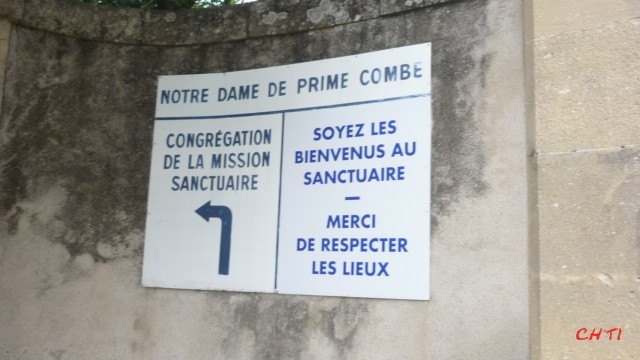 NOTRE DAME DE PRIME COMBE
CONGRÉGATION
DE LA MISSION
SANCTUAIRE
SOYEZ LES
BIENVENUS AU
SANCTUAIRE
—
MERCI
DE RESPECTER
LES LIEUX
CHTI